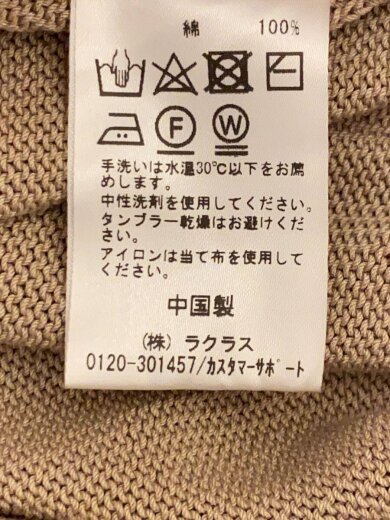 綿 100%
F W
手洗いは水温30℃以下をお薦
めします。
中性洗剤を使用してください。
タンブラー乾燥はお避けくださ
い。
アイロンは当て布を使用して
ください。
中国製
(株) ラクラス
0120-301457/カスタマーサポート